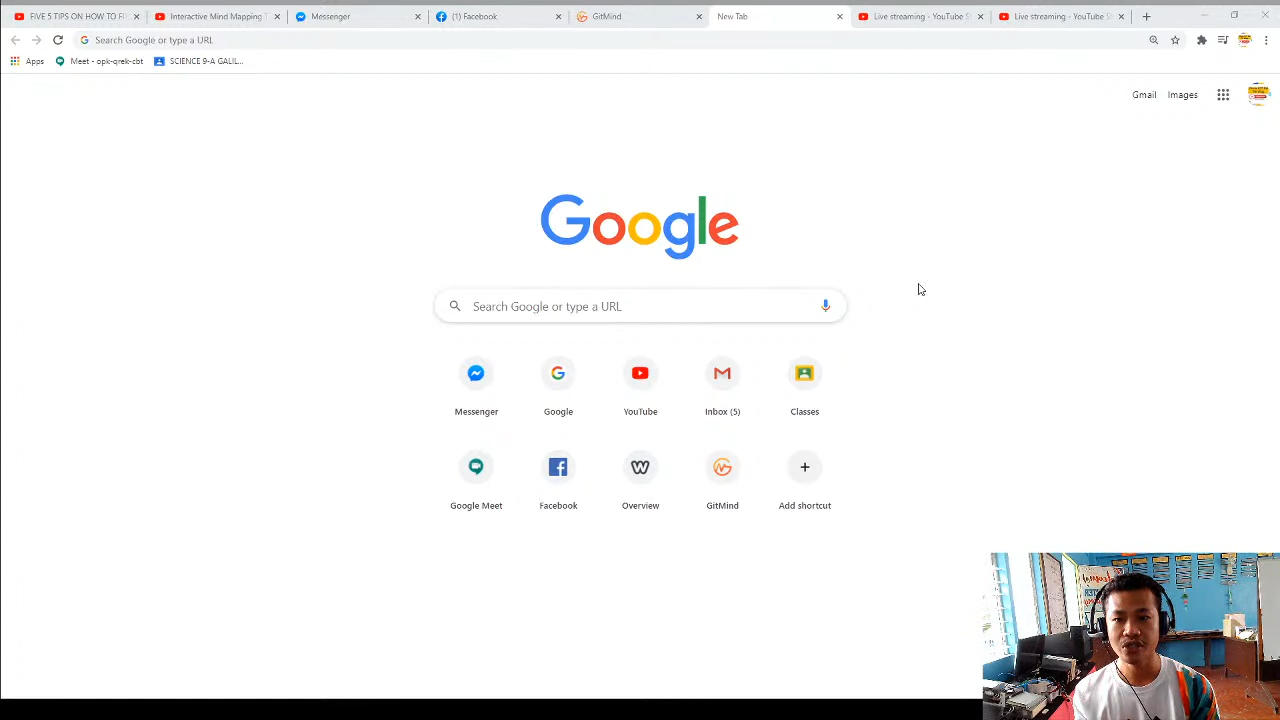 FIVE 5 TIPS ON HOW TO FI
Interactive Mind Mapping T
Messenger
(1) Facebook
GitMind
New Tab
Live streaming - YouTube S
Live streaming - YouTube S
Search Google or type a URL
Apps
Meet - opk-qrek-cbt
SCIENCE 9-A GALIL...
Gmail
Images
Google
Search Google or type a URL
Messenger
Google
YouTube
Inbox (5)
Classes
Google Meet
Facebook
Overview
GitMind
Add shortcut